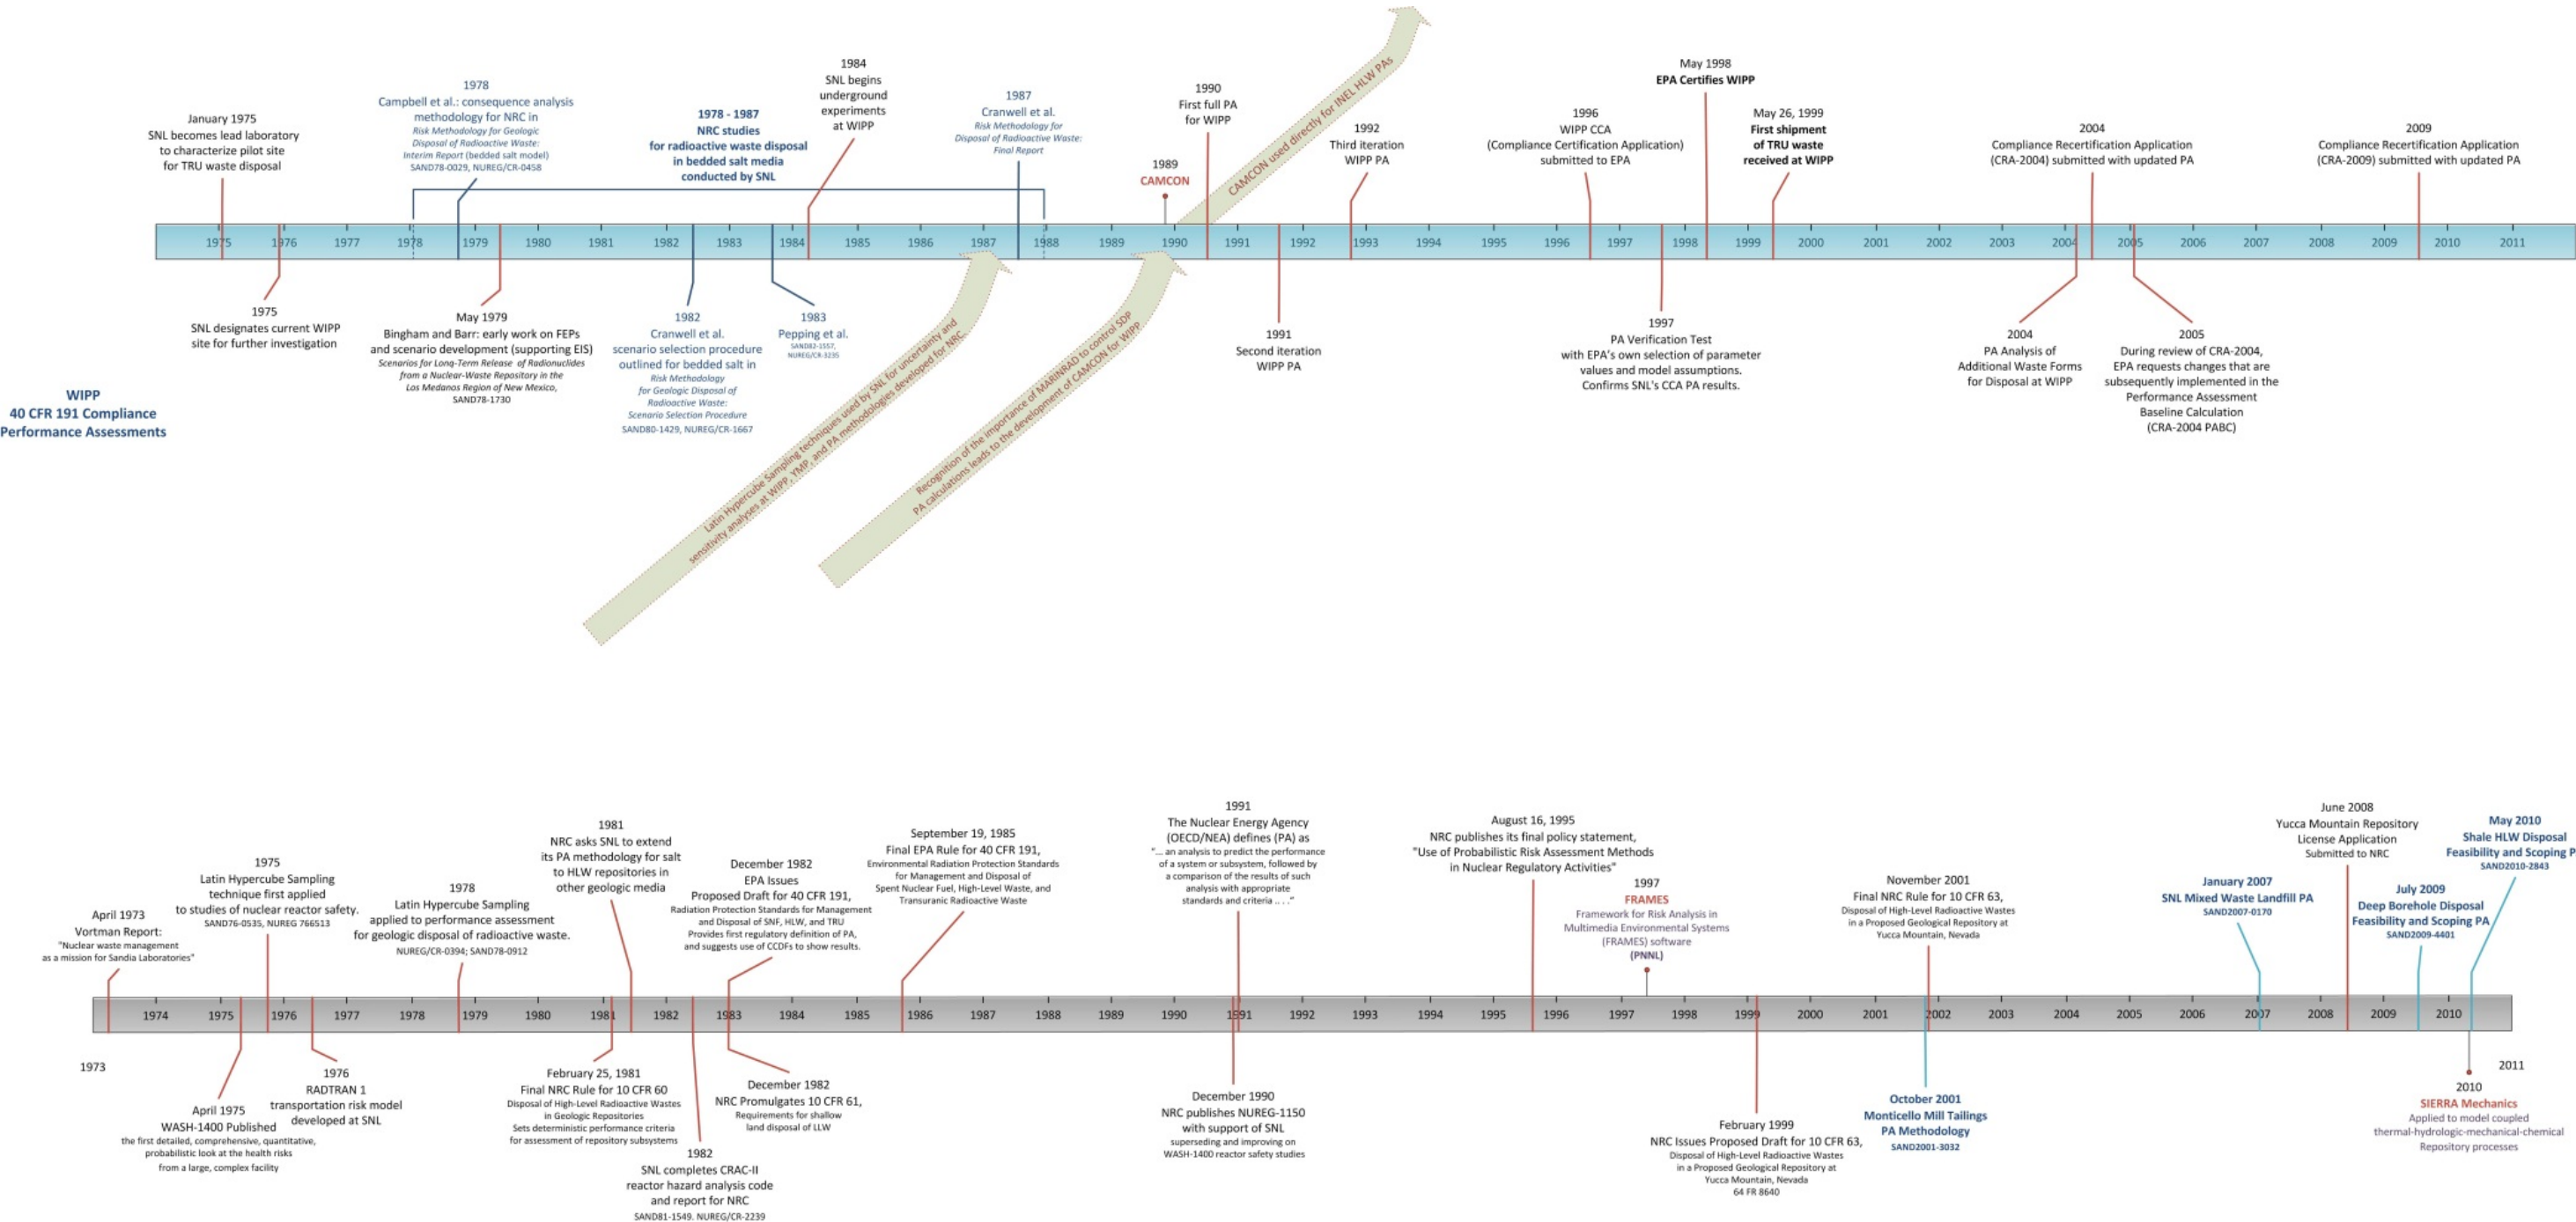 January 1975
SNL becomes lead laboratory
to characterize pilot site
for TRU waste disposal
1978
Campbell et al.: consequence analysis
methodology for NRC in
Risk Methodology for Geologic
Disposal of Radioactive Waste:
Interim Report (bedded salt model)
SAND78-0029, NUREG/CR-0458
1978 - 1987
NRC studies
for radioactive waste disposal
in bedded salt media
conducted by SNL
1984
SNL begins
underground
experiments
at WIPP
1987
Cranwell et al.
Risk Methodology for
Disposal of Radioactive Waste:
Final Report
1989
CAMCON
1990
First full PA
for WIPP
CAMCON used directly for INEL HLW PAs
1992
Third iteration
WIPP PA
1996
WIPP CCA
(Compliance Certification Application)
submitted to EPA
May 1998
EPA Certifies WIPP
May 26, 1999
First shipment
of TRU waste
received at WIPP
2004
Compliance Recertification Application
(CRA-2004) submitted with updated PA
2009
Compliance Recertification Application
(CRA-2009) submitted with updated PA
1975 1976 1977 1978 1979 1980 1981 1982 1983 1984 1985 1986 1987 1988 1989 1990 1991 1992 1993 1994 1995 1996 1997 1998 1999 2000 2001 2002 2003 2004 2005 2006 2007 2008 2009 2010 2011
1975
SNL designates current WIPP
site for further investigation
May 1979
Bingham and Barr: early work on FEPs
and scenario development (supporting EIS)
Scenarios for Long-Term Release of Radionuclides
from a Nuclear-Waste Repository in the
Los Medanos Region of New Mexico,
SAND78-1730
1982
Cranwell et al.
scenario selection procedure
outlined for bedded salt in
Risk Methodology
for Geologic Disposal of
Radioactive Waste:
Scenario Selection Procedure
SAND80-1429, NUREG/CR-1667
1983
Pepping et al.
SAND82-1557,
NUREG/CR-3235
Latin Hypercube Sampling techniques used by SNL for uncertainty and
sensitivity analyses at WIPP, YMP, and PA methodologies developed for NRC
Recognition of the importance of MARINRAD to control SDP
PA calculations leads to the development of CAMCON for WIPP
1991
Second iteration
WIPP PA
1997
PA Verification Test
with EPA's own selection of parameter
values and model assumptions.
Confirms SNL's CCA PA results.
2004
PA Analysis of
Additional Waste Forms
for Disposal at WIPP
2005
During review of CRA-2004,
EPA requests changes that are
subsequently implemented in the
Performance Assessment
Baseline Calculation
(CRA-2004 PABC)
WIPP
40 CFR 191 Compliance
Performance Assessments
April 1973
Vortman Report:
"Nuclear waste management
as a mission for Sandia Laboratories"
1975
Latin Hypercube Sampling
technique first applied
to studies of nuclear reactor safety.
SAND76-0535, NUREG 766513
1978
Latin Hypercube Sampling
applied to performance assessment
for geologic disposal of radioactive waste.
NUREG/CR-0394; SAND78-0912
1981
NRC asks SNL to extend
its PA methodology for salt
to HLW repositories in
other geologic media
December 1982
EPA Issues
Proposed Draft for 40 CFR 191,
Radiation Protection Standards for Management
and Disposal of SNF, HLW, and TRU
Provides first regulatory definition of PA,
and suggests use of CCDFs to show results.
September 19, 1985
Final EPA Rule for 40 CFR 191,
Environmental Radiation Protection Standards
for Management and Disposal of
Spent Nuclear Fuel, High-Level Waste, and
Transuranic Radioactive Waste
1991
The Nuclear Energy Agency
(OECD/NEA) defines (PA) as
"... an analysis to predict the performance
of a system or subsystem, followed by
a comparison of the results of such
analysis with appropriate
standards and criteria .. . ."
August 16, 1995
NRC publishes its final policy statement,
"Use of Probabilistic Risk Assessment Methods
in Nuclear Regulatory Activities"
1997
FRAMES
Framework for Risk Analysis in
Multimedia Environmental Systems
(FRAMES) software
(PNNL)
November 2001
Final NRC Rule for 10 CFR 63,
Disposal of High-Level Radioactive Wastes
in a Proposed Geological Repository at
Yucca Mountain, Nevada
January 2007
SNL Mixed Waste Landfill PA
SAND2007-0170
June 2008
Yucca Mountain Repository
License Application
Submitted to NRC
July 2009
Deep Borehole Disposal
Feasibility and Scoping PA
SAND2009-4401
May 2010
Shale HLW Disposal
Feasibility and Scoping P
SAND2010-2843
1974 1975 1976 1977 1978 1979 1980 1981 1982 1983 1984 1985 1986 1987 1988 1989 1990 1991 1992 1993 1994 1995 1996 1997 1998 1999 2000 2001 2002 2003 2004 2005 2006 2007 2008 2009 2010
1973
April 1975
WASH-1400 Published
the first detailed, comprehensive, quantitative,
probabilistic look at the health risks
from a large, complex facility
1976
RADTRAN 1
transportation risk model
developed at SNL
February 25, 1981
Final NRC Rule for 10 CFR 60
Disposal of High-Level Radioactive Wastes
in Geologic Repositories
Sets deterministic performance criteria
for assessment of repository subsystems
1982
SNL completes CRAC-II
reactor hazard analysis code
and report for NRC
SAND81-1549. NUREG/CR-2239
December 1982
NRC Promulgates 10 CFR 61,
Requirements for shallow
land disposal of LLW
December 1990
NRC publishes NUREG-1150
with support of SNL
superseding and improving on
WASH-1400 reactor safety studies
February 1999
NRC Issues Proposed Draft for 10 CFR 63,
Disposal of High-Level Radioactive Wastes
in a Proposed Geological Repository at
Yucca Mountain, Nevada
64 FR 8640
October 2001
Monticello Mill Tailings
PA Methodology
SAND2001-3032
2011
2010
SIERRA Mechanics
Applied to model coupled
thermal-hydrologic-mechanical-chemical
Repository processes